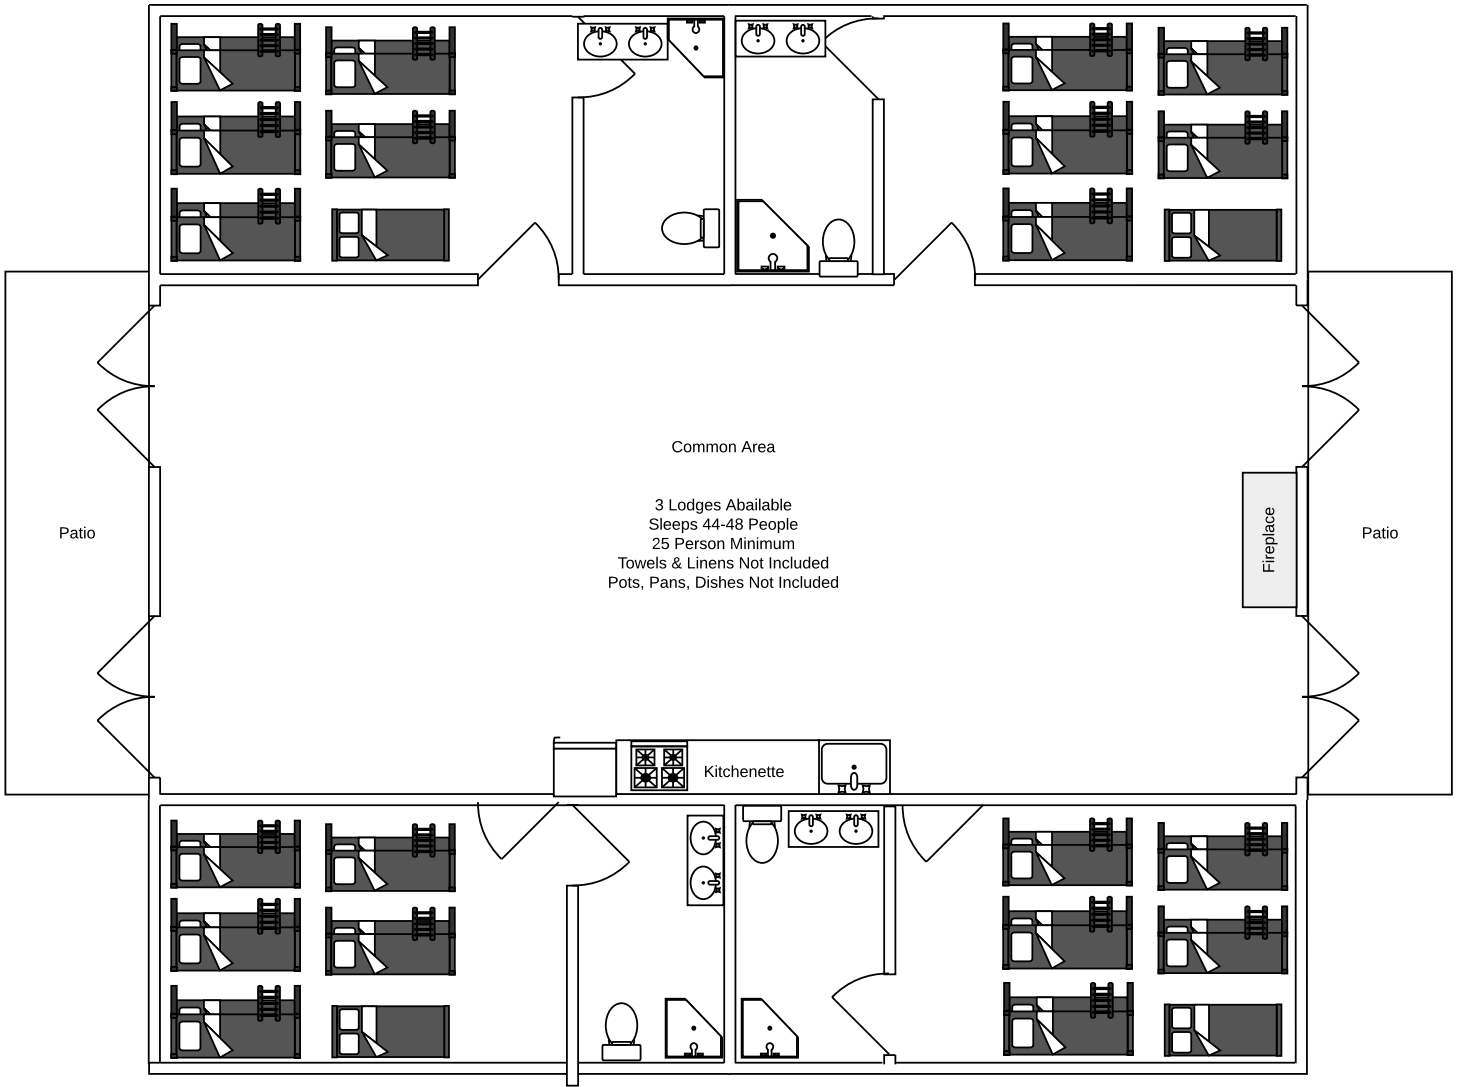 Common Area
3 Lodges Abailable
Sleeps 44-48 People
25 Person Minimum
Towels & Linens Not Included
Pots, Pans, Dishes Not Included
Patio
Fireplace
Patio
Kitchenette